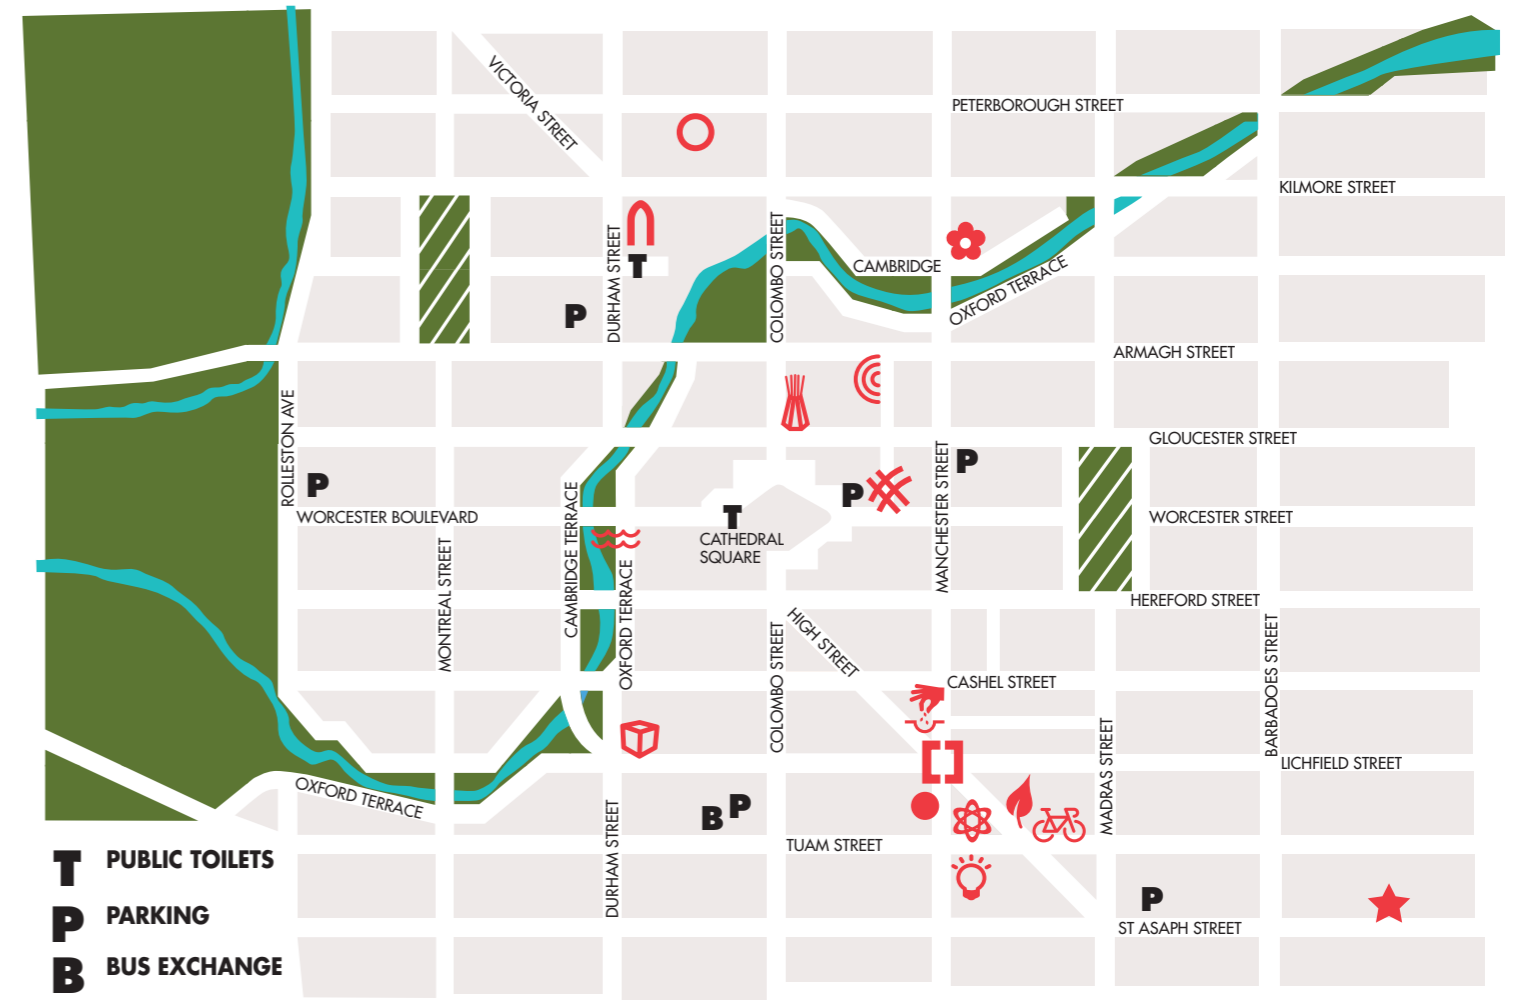 VICTORIA STREET
PETERBOROUGH STREET
KILMORE STREET
DURHAM STREET
T
COLOMBO STREET
CAMBRIDGE
OXFORD TERRACE
P
ARMAGH STREET
ROLLESTON AVE
GLOUCESTER STREET
MANCHESTER STREET
P
P
P
WORCESTER BOULEVARD
T
CATHEDRAL
SQUARE
WORCESTER STREET
MONTREAL STREET
CAMBRIDGE TERRACE
OXFORD TERRACE
HEREFORD STREET
HIGH STREET
COLOMBO STREET
BARBADOES STREET
CASHEL STREET
MADRAS STREET
LICHFIELD STREET
OXFORD TERRACE
B
P
DURHAM STREET
TUAM STREET
P
ST ASAPH STREET
T PUBLIC TOILETS
P PARKING
B BUS EXCHANGE